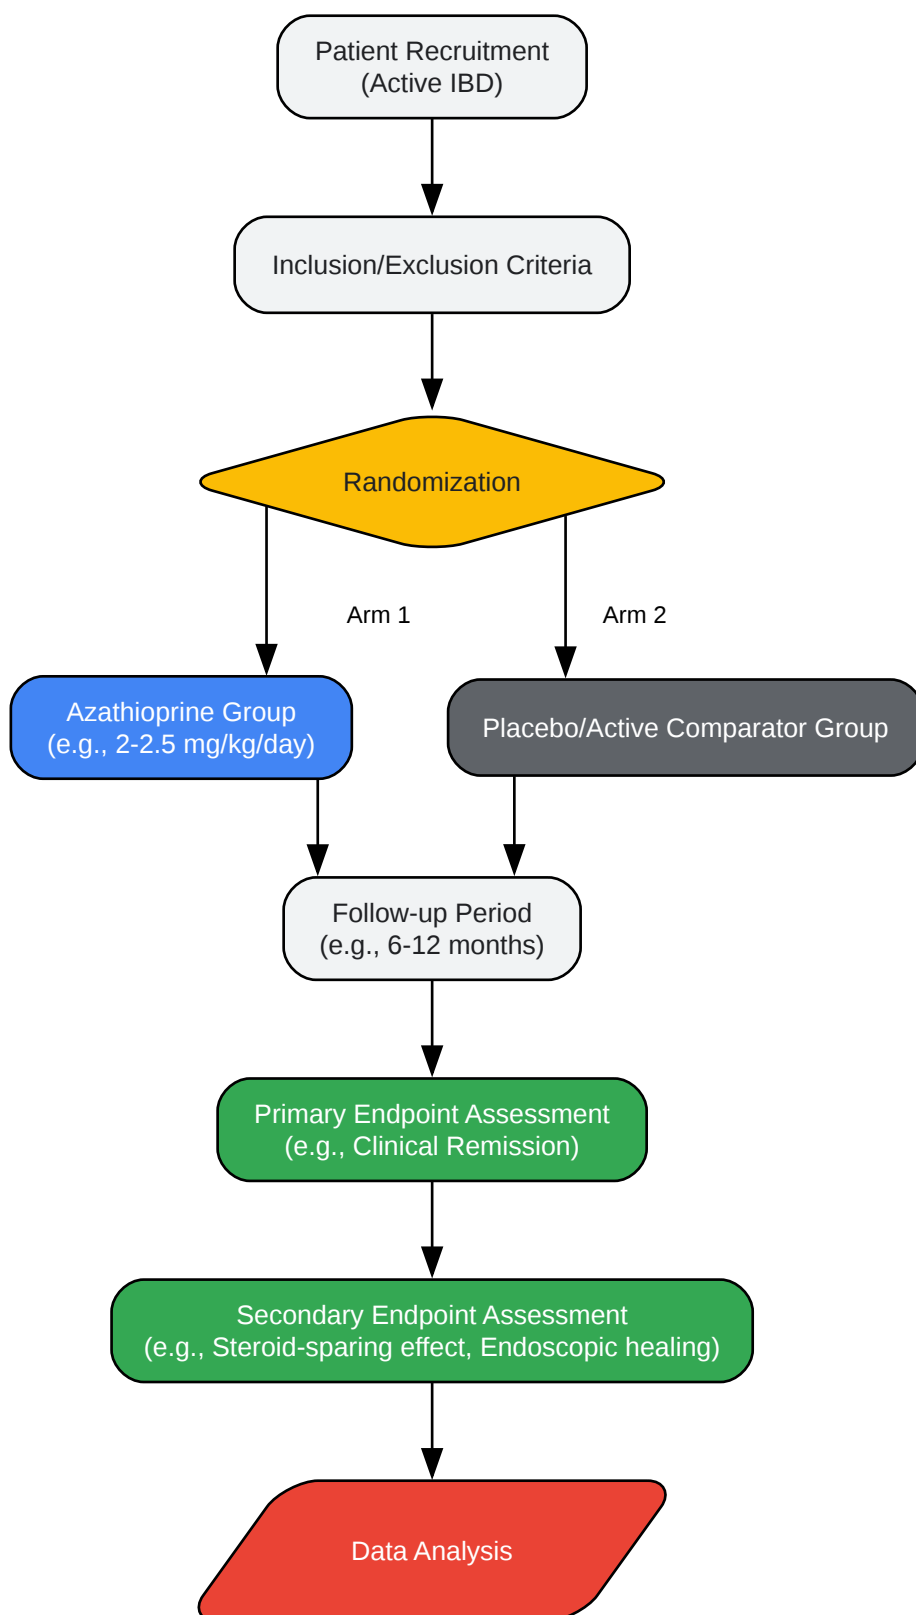 Patient Recruitment
(Active IBD)
Inclusion/Exclusion Criteria
Randomization
Arm 1
Arm 2
Azathioprine Group
(e.g., 2-2.5 mg/kg/day)
Placebo/Active Comparator Group
Follow-up Period
(e.g., 6-12 months)
Primary Endpoint Assessment
(e.g., Clinical Remission)
Secondary Endpoint Assessment
(e.g., Steroid-sparing effect, Endoscopic healing)
Data Analysis